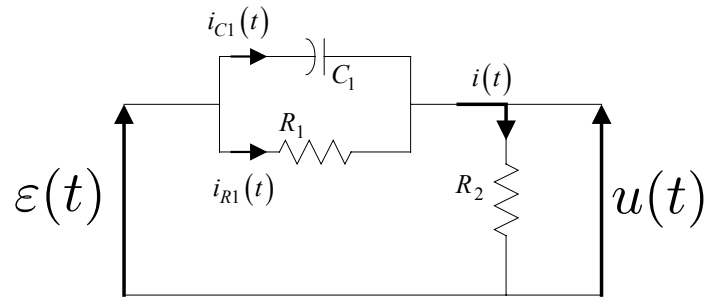 i_{C1}(t)
C_1
i(t)
R_1
i_{R1}(t)
R_2
ε(t)
u(t)